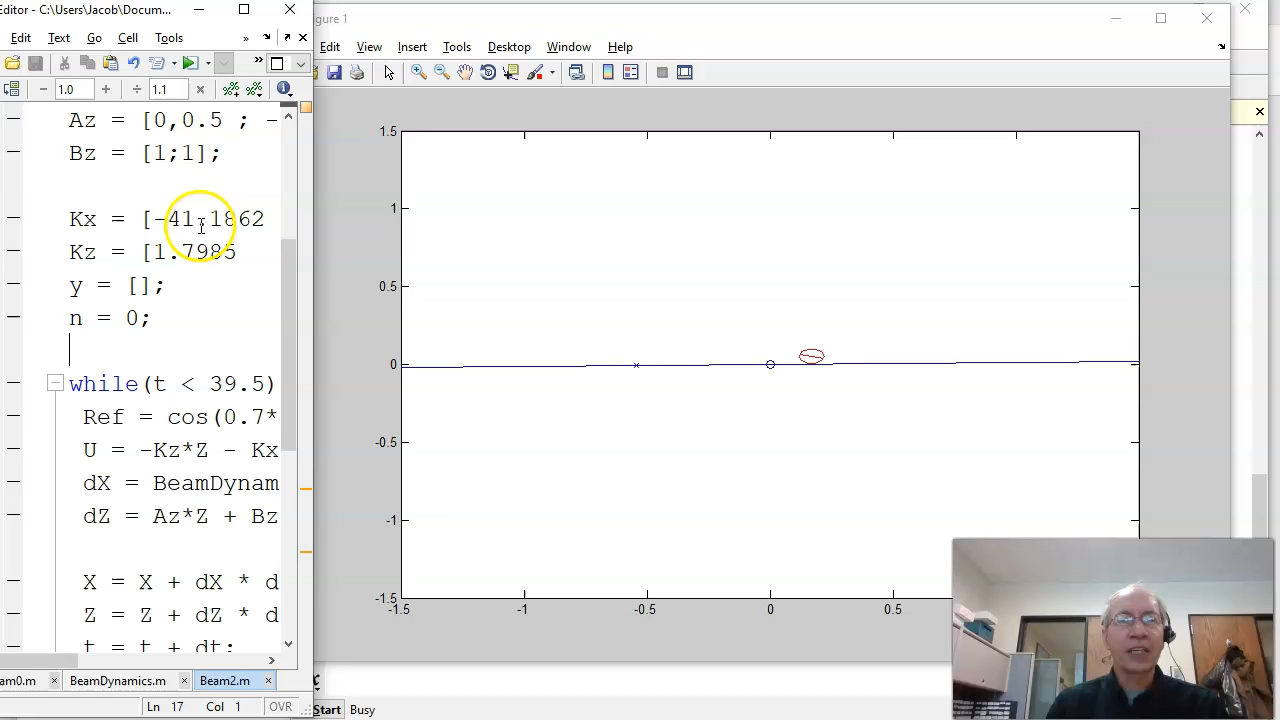 Editor - C:\Users\Jacob\Docum...
Edit Text Go Cell Tools »
»
1.0 1.1
Az = [0,0.5 ; -
Bz = [1;1];
Kx = [-41.1862
Kz = [1.7985
y = [];
n = 0;
while(t < 39.5)
Ref = cos(0.7*
U = -Kz*Z - Kx
dX = BeamDynam
dZ = Az*Z + Bz
X = X + dX * d
Z = Z + dZ * d
t = t + dt;
am0.m BeamDynamics.m Beam2.m
Ln 17 Col 1 OVR
gure 1
Edit View Insert Tools Desktop Window Help
1.5
1
0.5
0
-0.5
-1
-1.5
-1.5 -1 -0.5 0 0.5
Start Busy